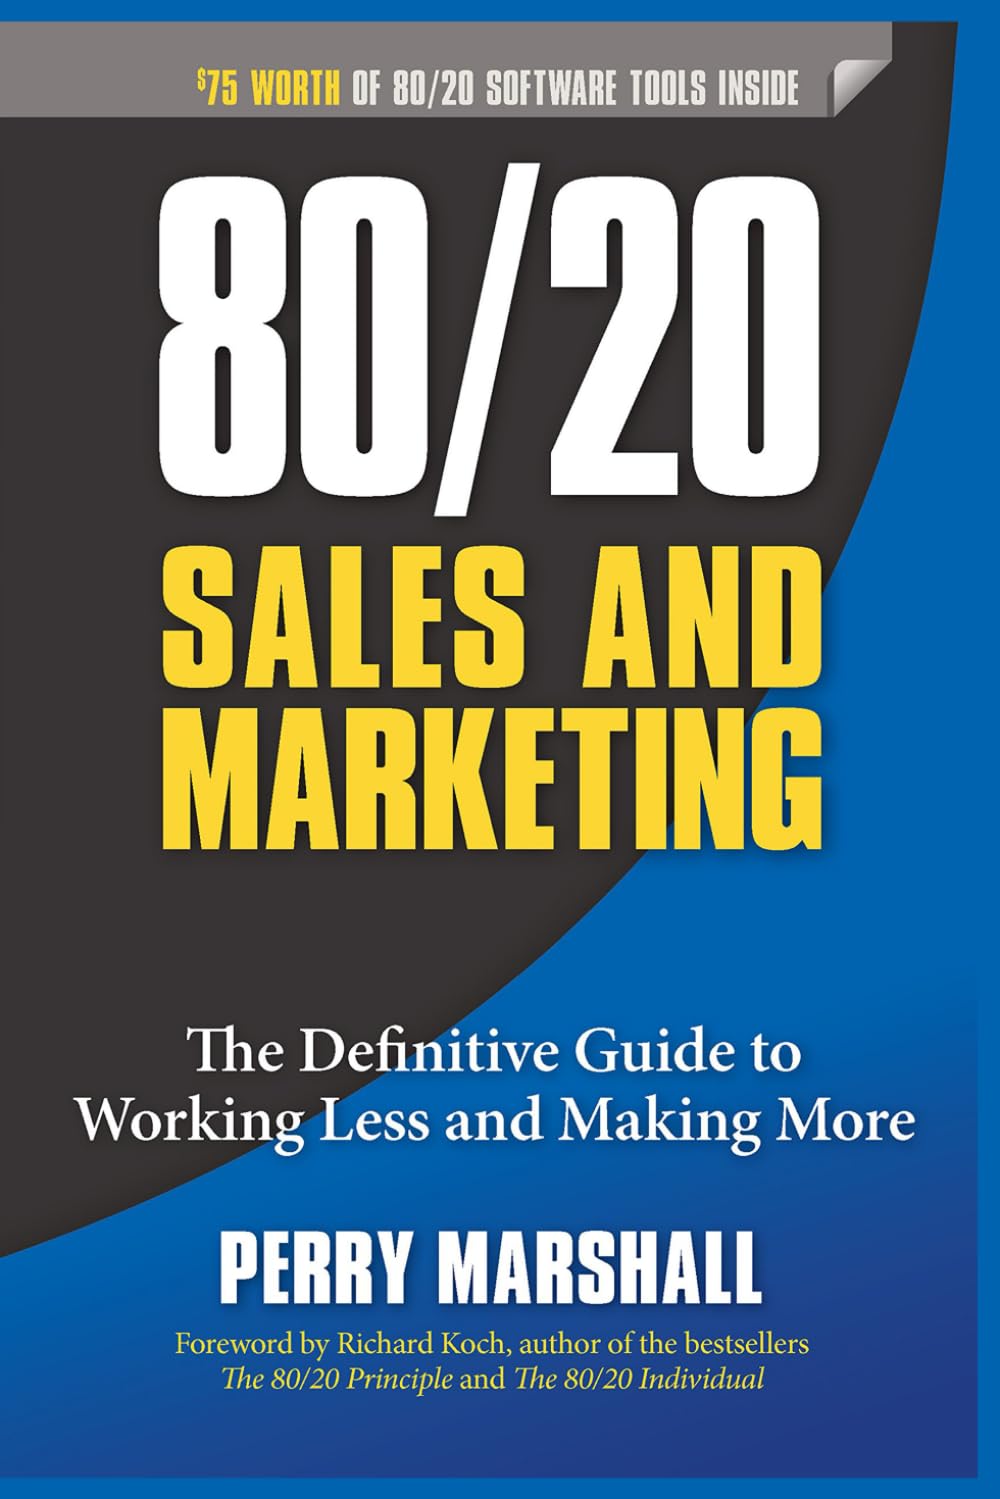 $75 WORTH OF 80/20 SOFTWARE TOOLS INSIDE
80/20
SALES AND
MARKETING
The Definitive Guide to
Working Less and Making More
PERRY MARSHALL
Foreword by Richard Koch, author of the bestsellers
The 80/20 Principle and The 80/20 Individual